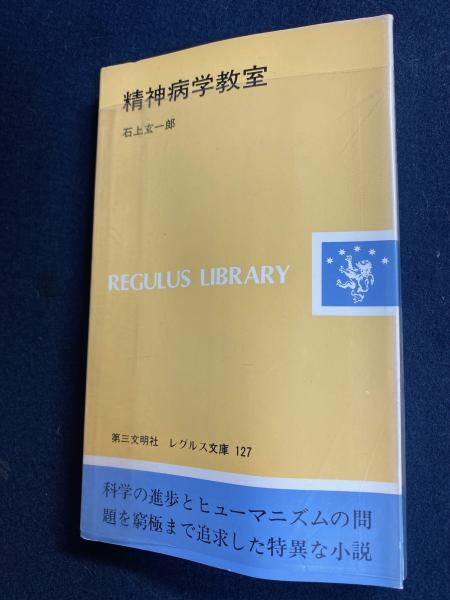 精神病学教室
石上玄一郎
REGULUS LIBRARY
第三文明社 レグルス文庫 127
科学の進歩とヒューマニズムの問
題を窮極まで追求した特異な小説